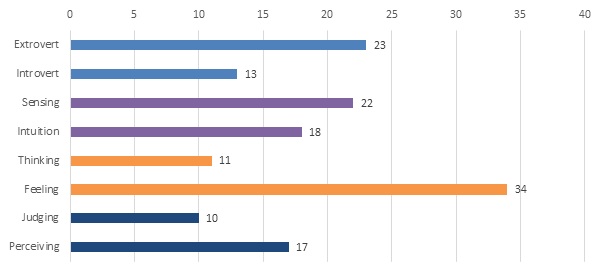 0 5 10 15 20 25 30 35 40
Extrovert 23
Introvert 13
Sensing 22
Intuition 18
Thinking 11
Feeling 34
Judging 10
Perceiving 17